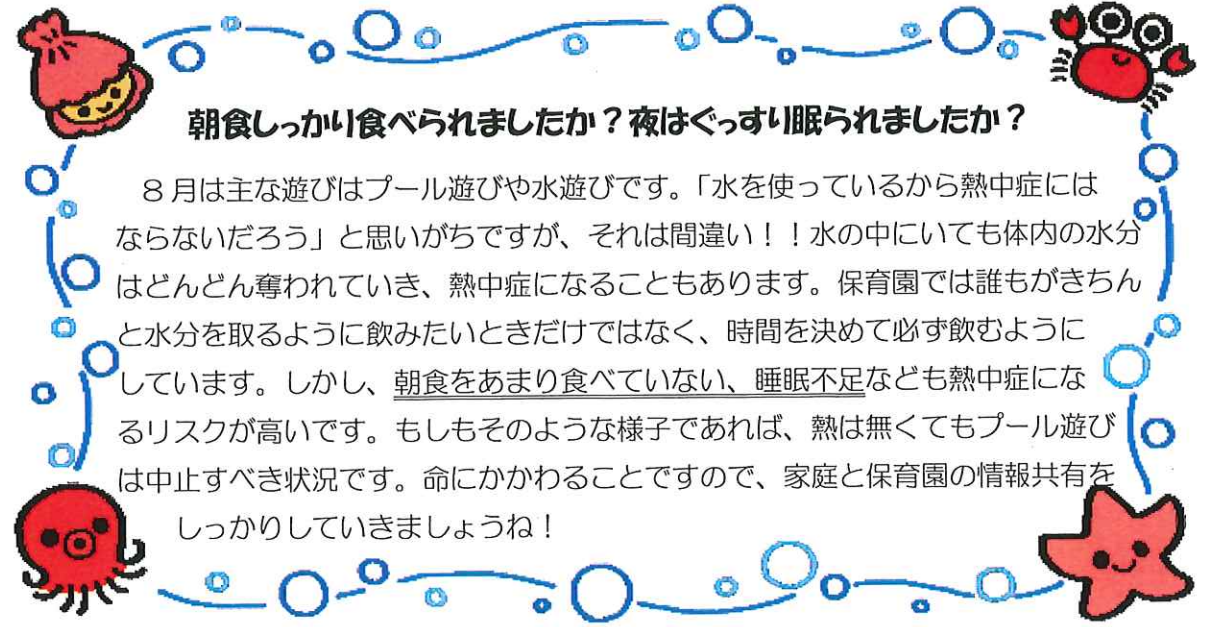 朝食しっかり食べられましたか？夜はぐっすり眠られましたか？
８月は主な遊びはプール遊びや水遊びです。「水を使っているから熱中症には
ならないだろう」と思いがちですが、それは間違い！！水の中にいても体内の水分
はどんどん奪われていき、熱中症になることもあります。保育園では誰もがきちん
と水分を取るように飲みたいときだけではなく、時間を決めて必ず飲むように
しています。しかし、朝食をあまり食べていない、睡眠不足なども熱中症にな
るリスクが高いです。もしもそのような様子であれば、熱は無くてもプール遊び
は中止すべき状況です。命にかかわることですので、家庭と保育園の情報共有を
しっかりしていきましょうね！